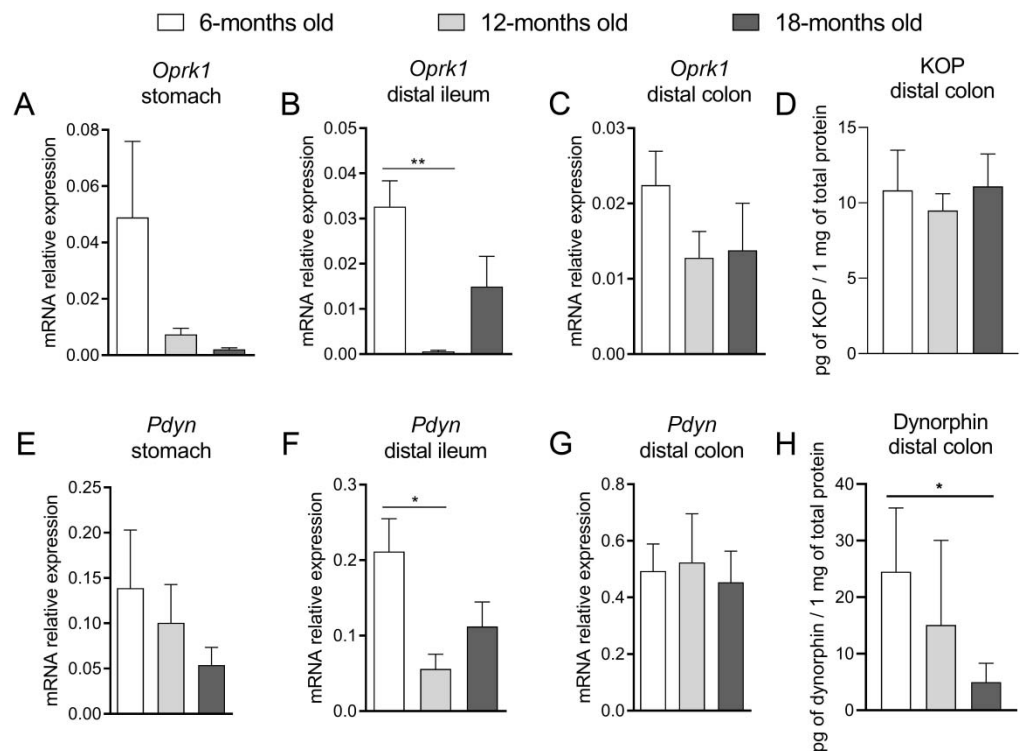 6-months old 12-months old 18-months old
A
Oprk1
stomach
mRNA relative expression
0.08
0.06
0.04
0.02
0.00
B
Oprk1
distal ileum
mRNA relative expression
0.05
0.04
0.03
0.02
0.01
0.00
**
C
Oprk1
distal colon
mRNA relative expression
0.03
0.02
0.01
0.00
D
KOP
distal colon
pg of KOP / 1 mg of total protein
15
10
5
0
E
Pdyn
stomach
mRNA relative expression
0.25
0.20
0.15
0.10
0.05
0.00
F
Pdyn
distal ileum
mRNA relative expression
0.3
0.2
0.1
0.0
*
G
Pdyn
distal colon
mRNA relative expression
0.8
0.6
0.4
0.2
0.0
H
Dynorphin
distal colon
pg of dynorphin / 1 mg of total protein
40
30
20
10
0
*